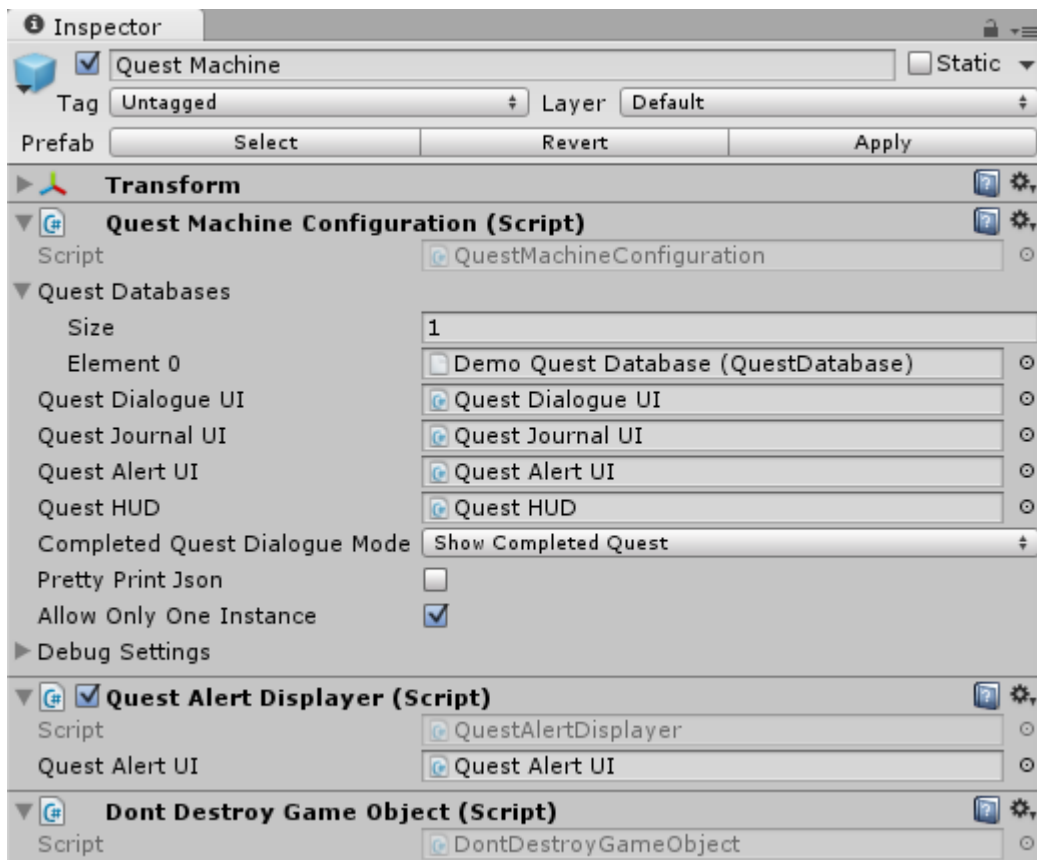 Inspector
Quest Machine Static
Tag Untagged Layer Default
Prefab Select Revert Apply
Transform
Quest Machine Configuration (Script)
Script QuestMachineConfiguration
Quest Databases
Size 1
Element 0 Demo Quest Database (QuestDatabase)
Quest Dialogue UI Quest Dialogue UI
Quest Journal UI Quest Journal UI
Quest Alert UI Quest Alert UI
Quest HUD Quest HUD
Completed Quest Dialogue Mode Show Completed Quest
Pretty Print Json
Allow Only One Instance
Debug Settings
Quest Alert Displayer (Script)
Script QuestAlertDisplayer
Quest Alert UI Quest Alert UI
Dont Destroy Game Object (Script)
Script DontDestroyGameObject